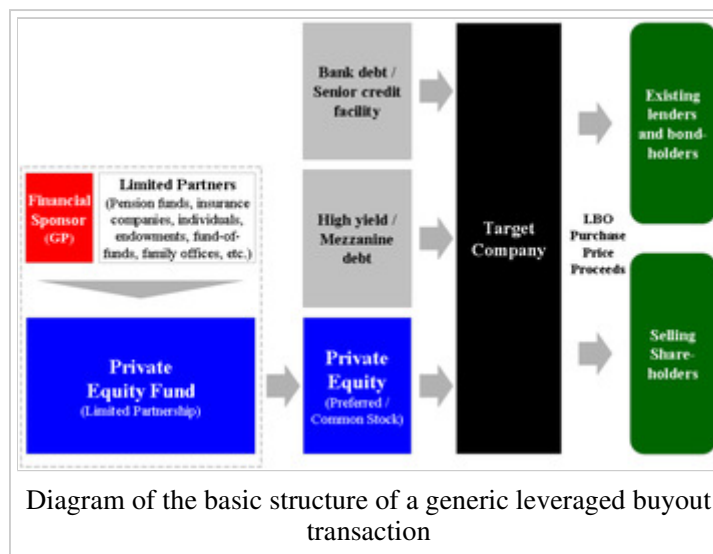 Bank debt /
Senior credit
facility
Existing
lenders
and bond-
holders
Financial
Sponsor
(GP)
Limited Partners
(Pension funds, insurance
companies, individuals,
endowments, fund-of-
funds, family offices, etc.)
High yield /
Mezzanine
debt
Target
Company
LBO
Purchase
Price
Proceeds
Private
Equity Fund
(Limited Partnership)
Private
Equity
(Preferred /
Common Stock)
Selling
Share-
holders
Diagram of the basic structure of a generic leveraged buyout
transaction